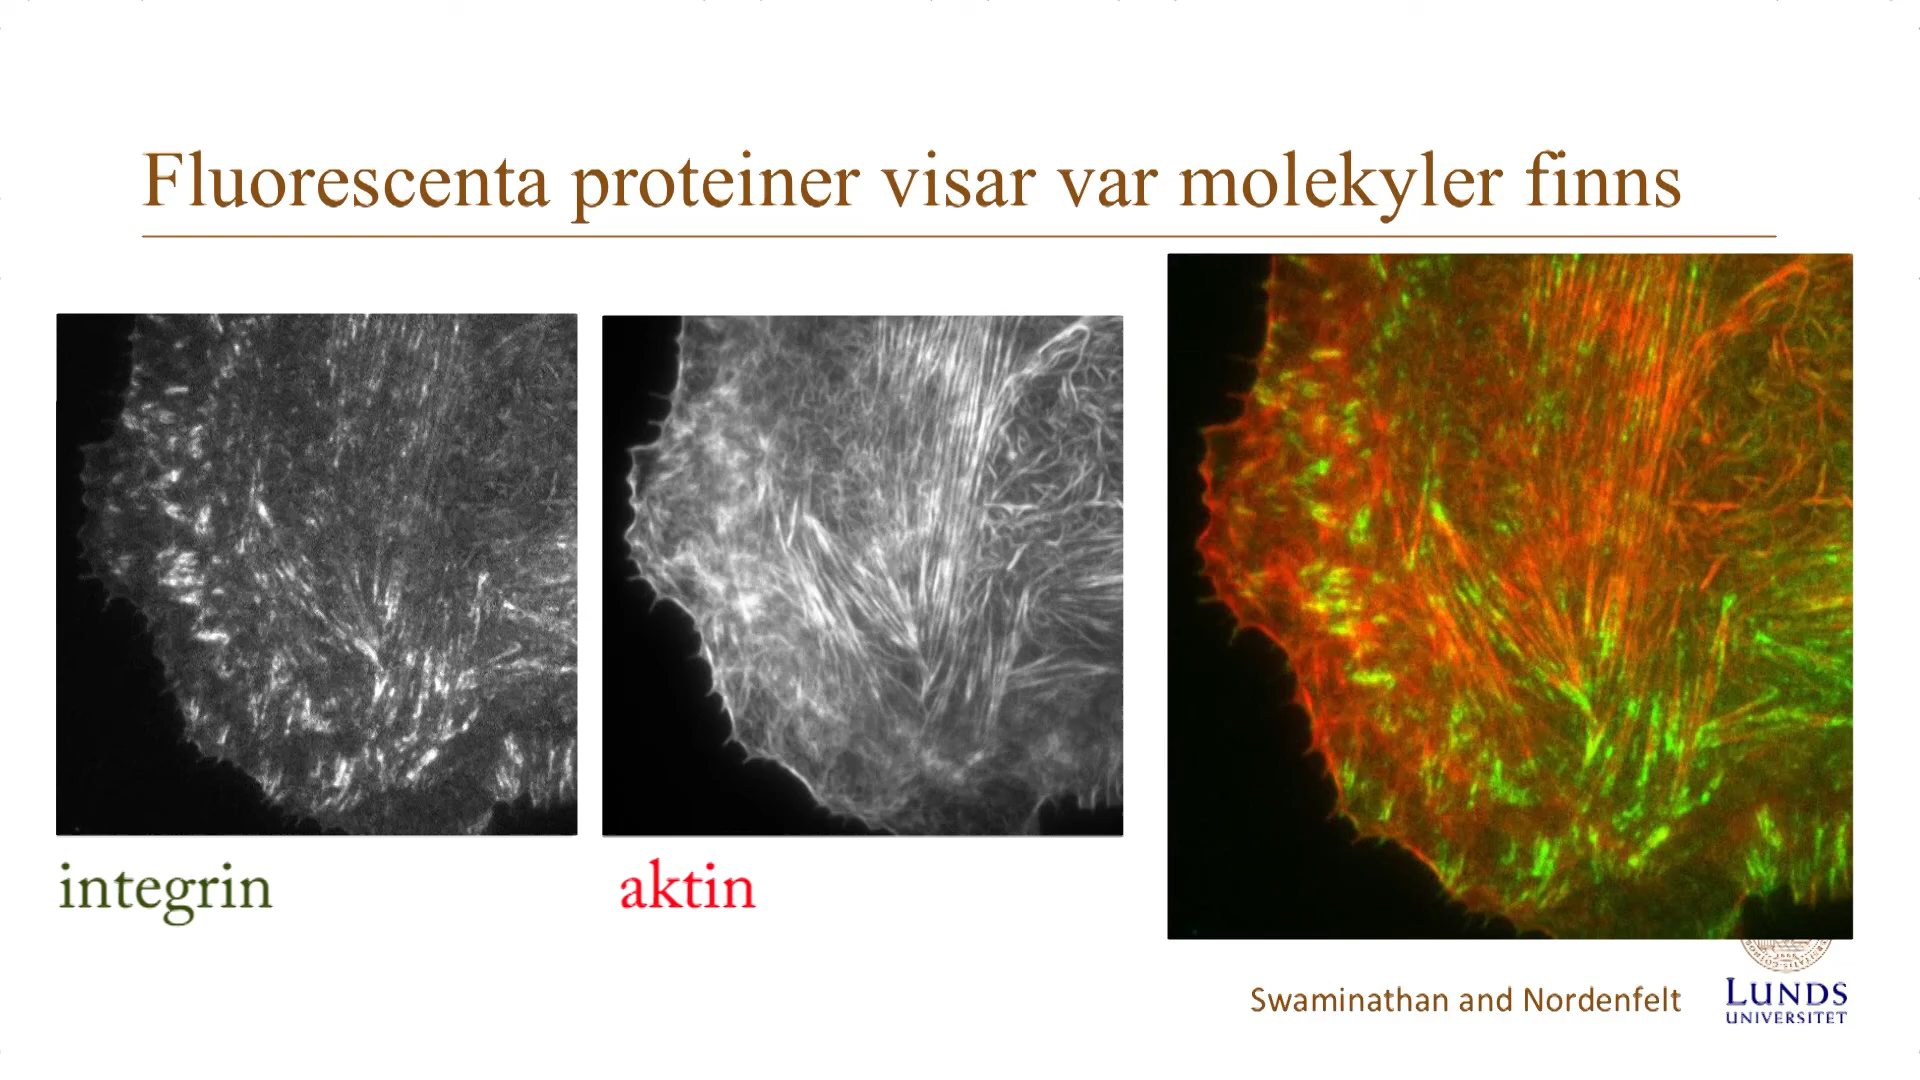 Fluorescenta proteiner visar var molekyler finns
integrin
aktin
Swaminathan and Nordenfelt
LUNDS
UNIVERSITET